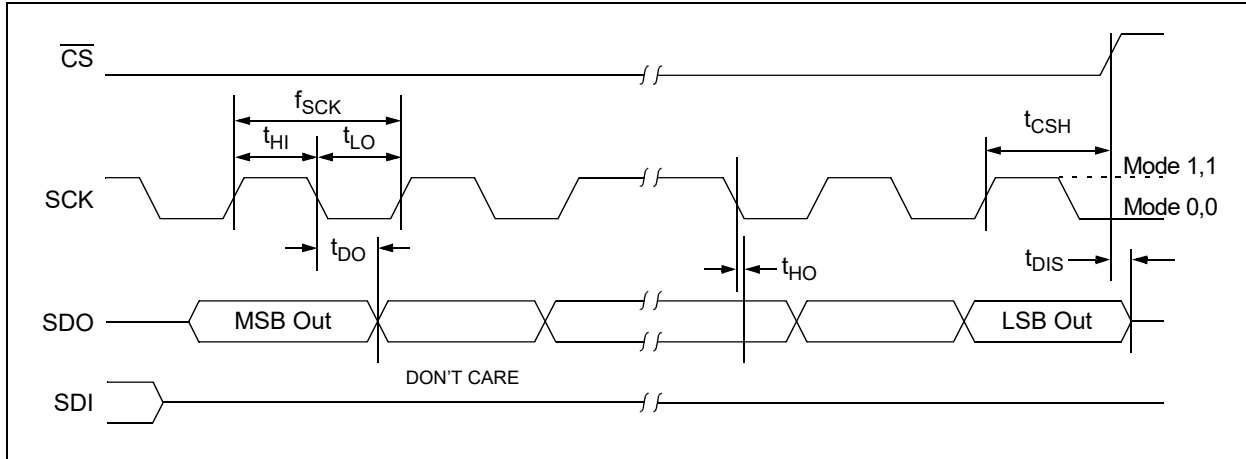 CS
fSCK
tHI
tLO
tCSH
Mode 1,1
SCK
Mode 0,0
tDO
tHO
tDIS
SDO
MSB Out
LSB Out
DON'T CARE
SDI